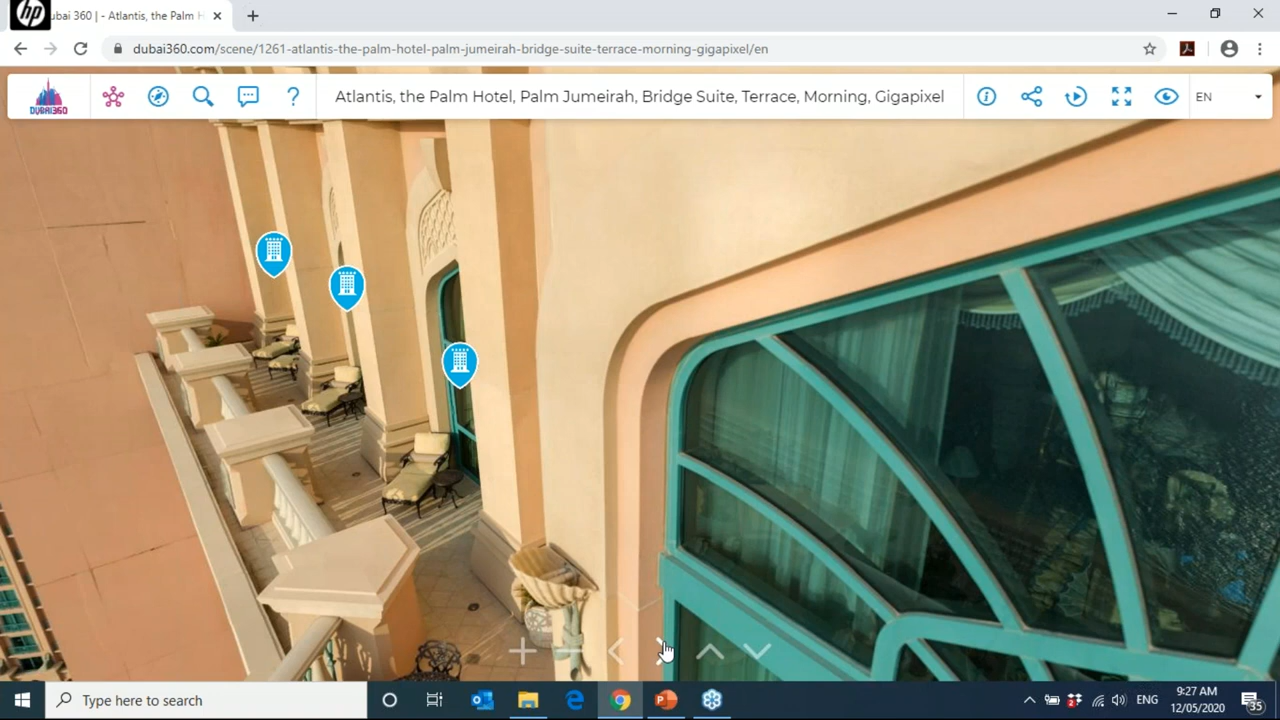 hp
ubai 360 | - Atlantis, the Palm H
dubai360.com/scene/1261-atlantis-the-palm-hotel-palm-jumeirah-bridge-suite-terrace-morning-gigapixel/en
DUBAI360
?
Atlantis, the Palm Hotel, Palm Jumeirah, Bridge Suite, Terrace, Morning, Gigapixel
EN
Type here to search
ENG
9:27 AM
12/05/2020
35